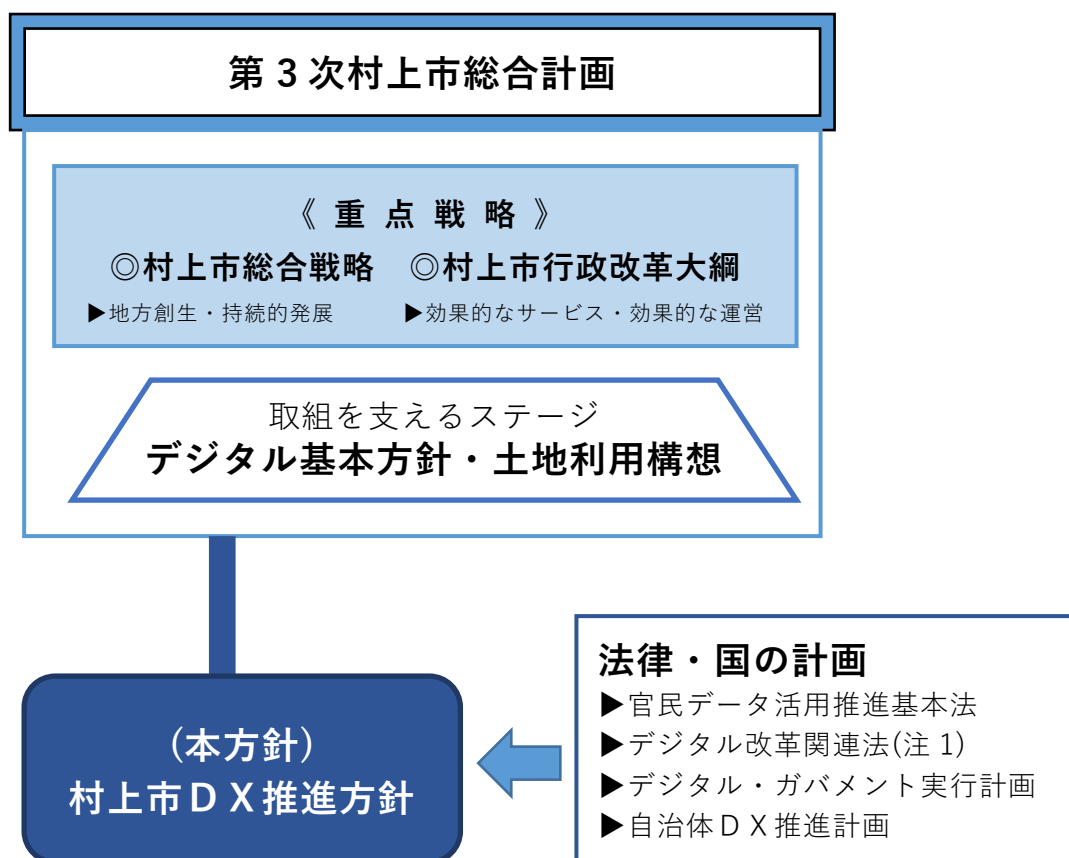 第3次村上市総合計画
《 重 点 戦 略 》
◎村上市総合戦略　◎村上市行政改革大綱
▶地方創生・持続的発展　▶効果的なサービス・効果的な運営
取組を支えるステージ
デジタル基本方針・土地利用構想
(本方針)
村上市DX推進方針
法律・国の計画
▶官民データ活用推進基本法
▶デジタル改革関連法(注1)
▶デジタル・ガバメント実行計画
▶自治体DX推進計画